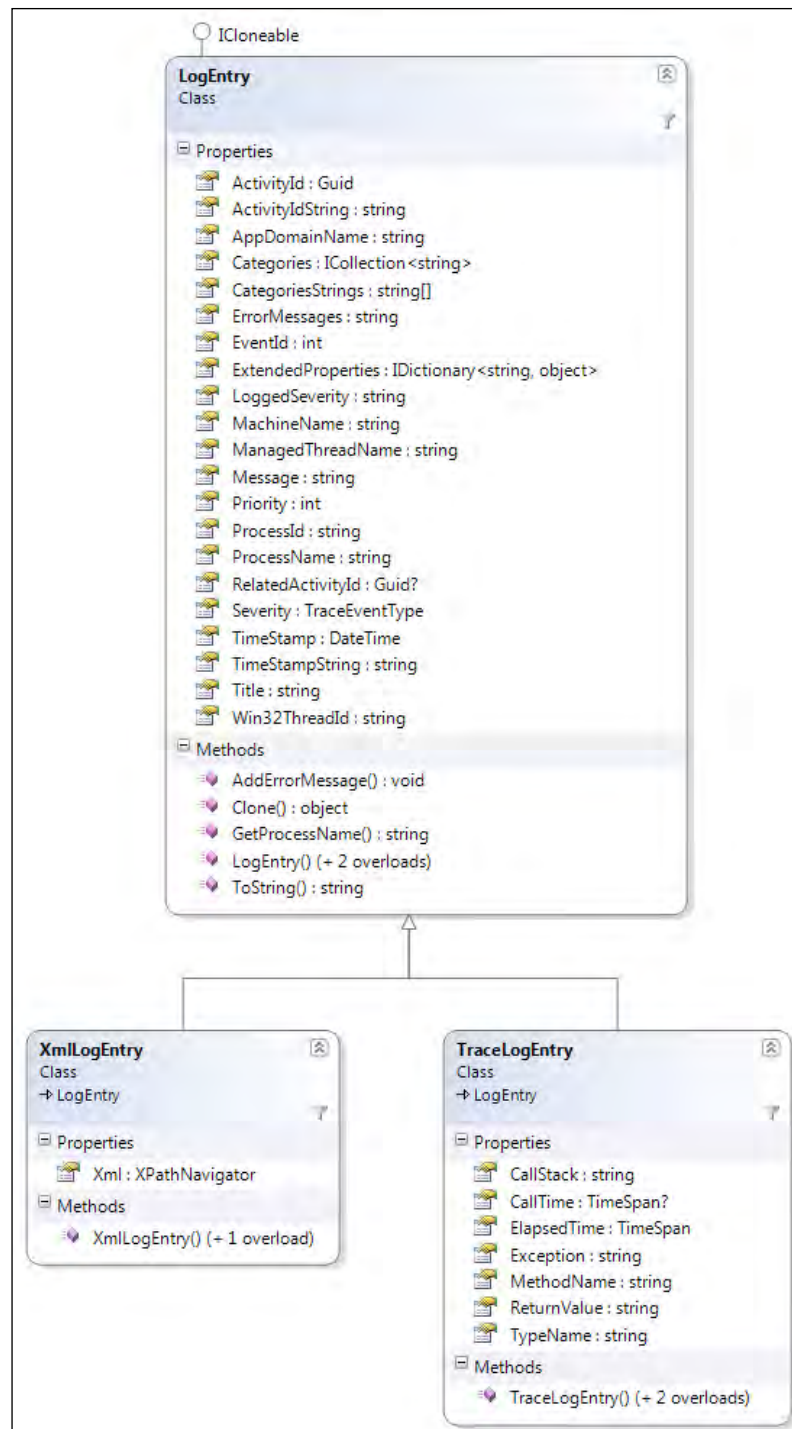 ICloneable
LogEntry
Class
Properties
ActivityId : Guid
ActivityIdString : string
AppDomainName : string
Categories : ICollection<string>
CategoriesStrings : string[]
ErrorMessages : string
EventId : int
ExtendedProperties : IDictionary<string, object>
LoggedSeverity : string
MachineName : string
ManagedThreadName : string
Message : string
Priority : int
ProcessId : string
ProcessName : string
RelatedActivityId : Guid?
Severity : TraceEventType
TimeStamp : DateTime
TimeStampString : string
Title : string
Win32ThreadId : string
Methods
AddErrorMessage() : void
Clone() : object
GetProcessName() : string
LogEntry() (+ 2 overloads)
ToString() : string
XmlLogEntry
Class
LogEntry
Properties
Xml : XPathNavigator
Methods
XmlLogEntry() (+ 1 overload)
TraceLogEntry
Class
LogEntry
Properties
CallStack : string
CallTime : TimeSpan?
ElapsedTime : TimeSpan
Exception : string
MethodName : string
ReturnValue : string
TypeName : string
Methods
TraceLogEntry() (+ 2 overloads)